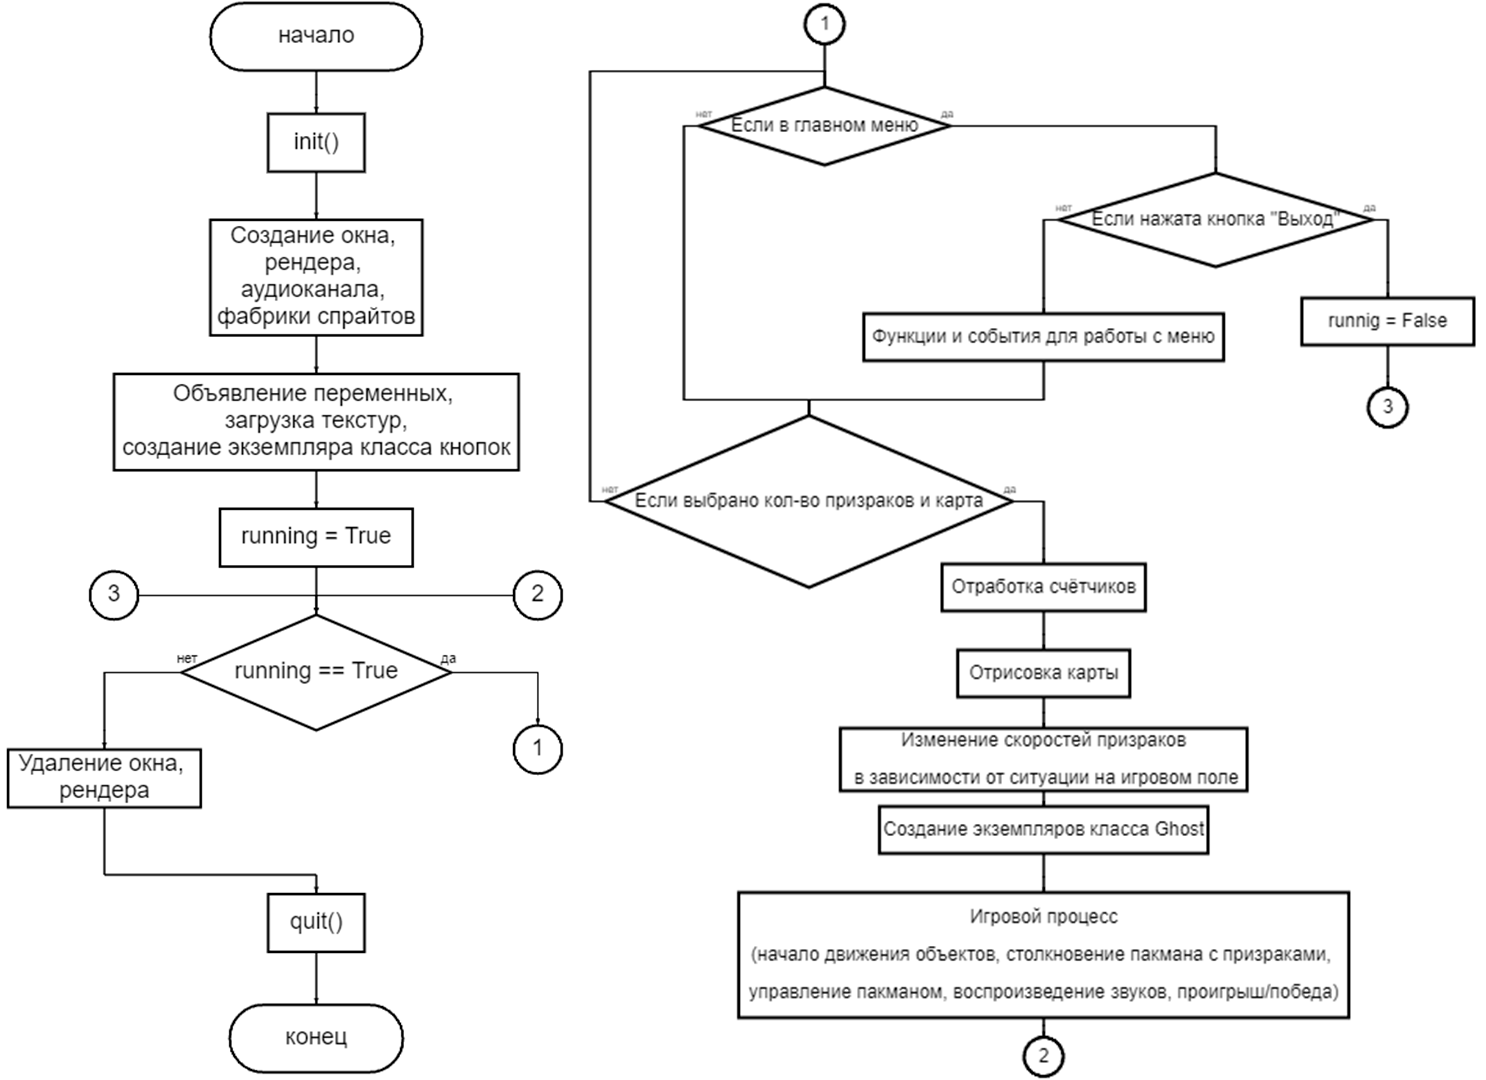 начало
init()
Создание окна,
рендера,
аудиоканала,
фабрики спрайтов
Объявление переменных,
загрузка текстур,
создание экземпляра класса кнопок
running = True
3
2
нет
running == True
да
1
Удаление окна,
рендера
quit()
конец
1
нет
Если в главном меню
да
нет
Если нажата кнопка "Выход"
да
Функции и события для работы с меню
runnig = False
3
нет
Если выбрано кол-во призраков и карта
да
Отработка счётчиков
Отрисовка карты
Изменение скоростей призраков
в зависимости от ситуации на игровом поле
Создание экземпляров класса Ghost
Игровой процесс
(начало движения объектов, столкновение пакмана с призраками,
управление пакманом, воспроизведение звуков, проигрыш/победа)
2